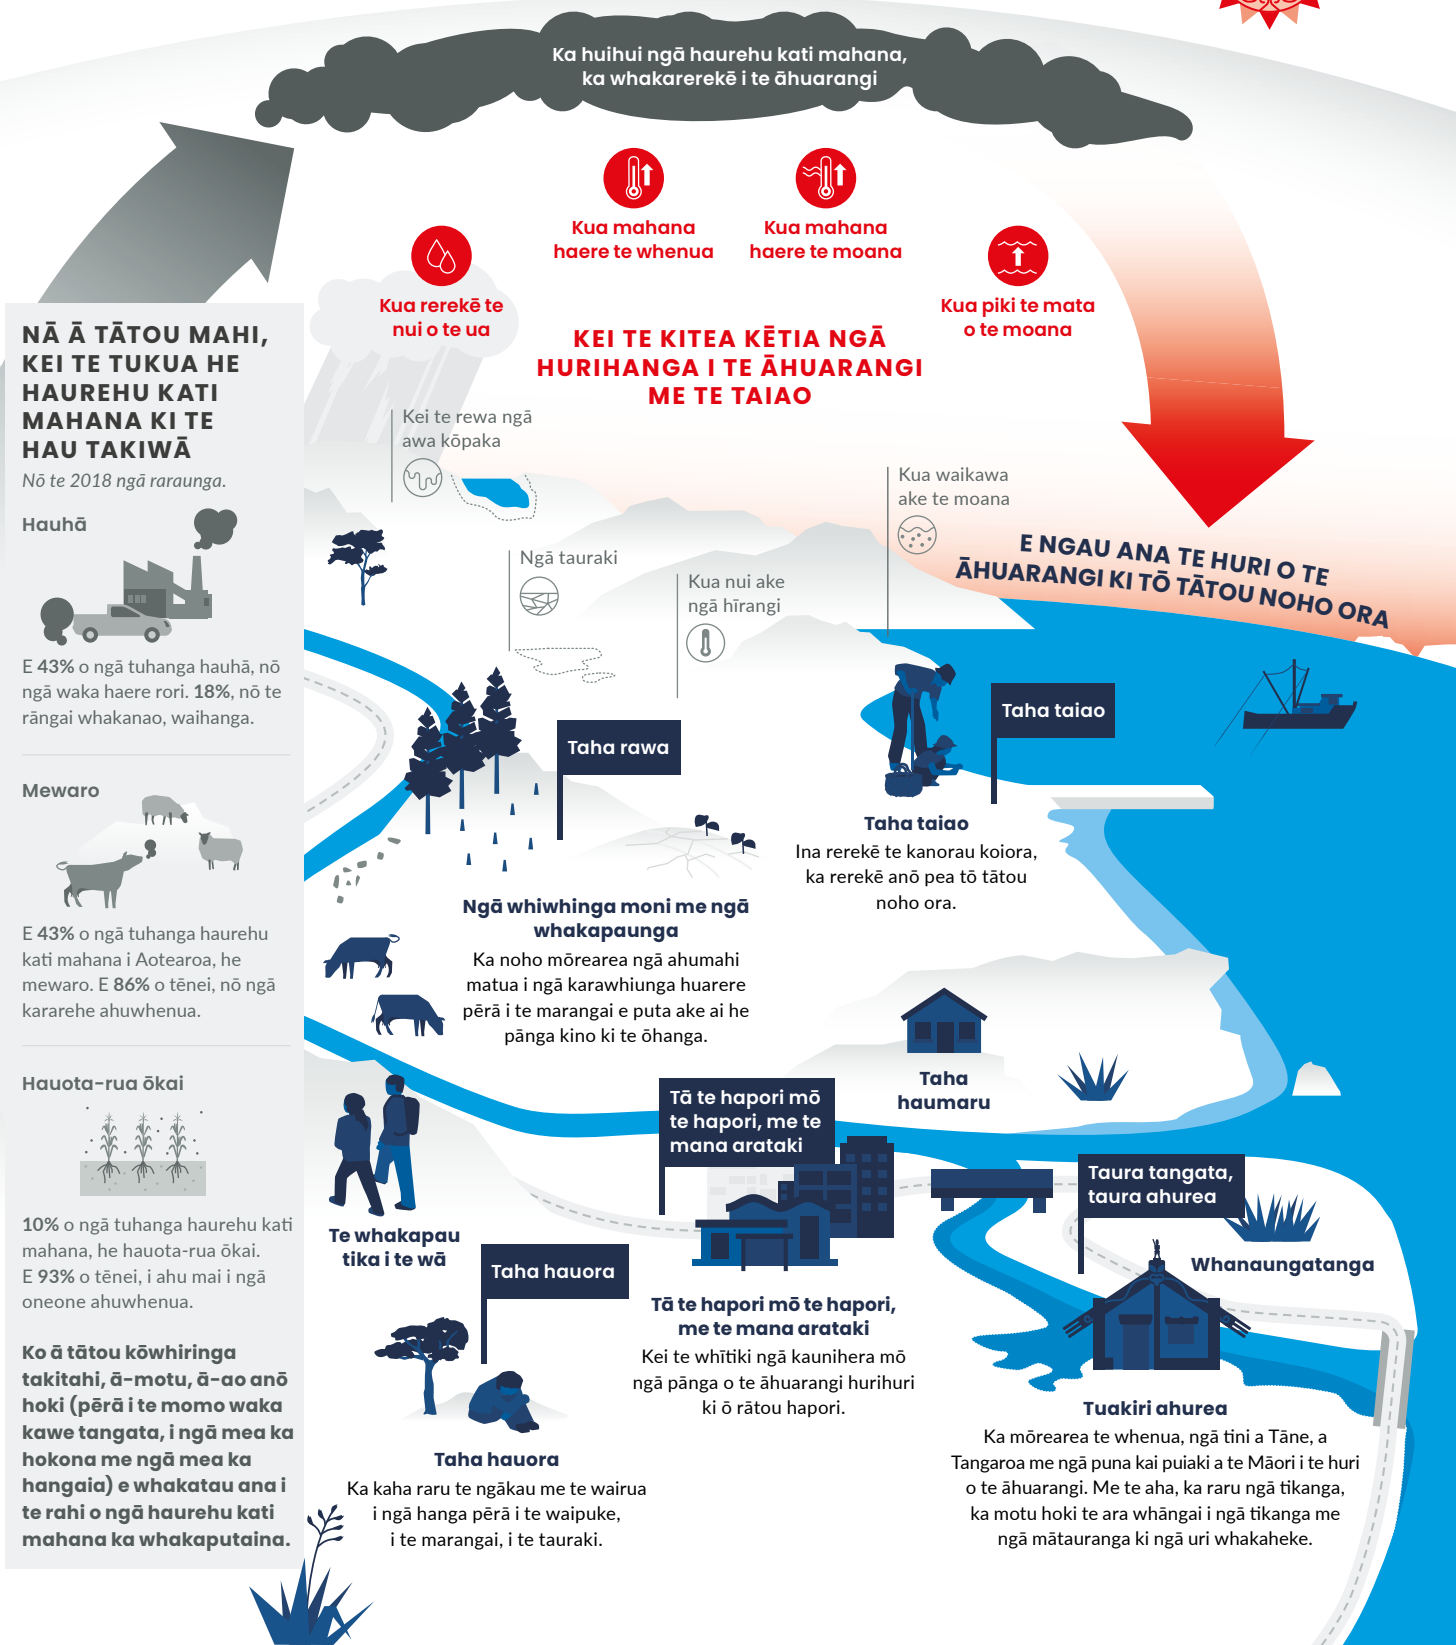 Ka huihui ngā haurehu kati mahana,
ka whakarerekē i te āhuarangi
Kua mahana
haere te whenua
Kua mahana
haere te moana
Kua rerekē te
nui o te ua
Kua piki te mata
o te moana
KEI TE KITEA KĒTIA NGĀ
HURIHANGA I TE ĀHUARANGI
ME TE TAIAO
NĀ Ā TĀTOU MAHI,
KEI TE TUKUA HE
HAUREHU KATI
MAHANA KI TE
HAU TAKIWĀ
Nō te 2018 ngā raraunga.
Hauhā
E 43% o ngā tuhanga hauhā, nō
ngā waka haere rori. 18%, nō te
rāngai whakanao, waihanga.
Mewaro
E 43% o ngā tuhanga haurehu
kati mahana i Aotearoa, he
mewaro. E 86% o tēnei, nō ngā
kararehe ahuwhenua.
Hauota-rua ōkai
10% o ngā tuhanga haurehu kati
mahana, he hauota-rua ōkai.
E 93% o tēnei, i ahu mai i ngā
oneone ahuwhenua.
Ko ā tātou kōwhiringa
takitahi, ā-motu, ā-ao anō
hoki (pērā i te momo waka
kawe tangata, i ngā mea ka
hokona me ngā mea ka
hangaia) e whakatau ana i
te rahi o ngā haurehu kati
mahana ka whakaputaina.
Kei te rewa ngā
awa kōpaka
Ngā tauraki
Kua nui ake
ngā hīrangi
Kua waikawa
ake te moana
E NGAU ANA TE HURI O TE
ĀHUARANGI KI TŌ TĀTOU NOHO ORA
Taha rawa
Ngā whiwhinga moni me ngā
whakapaunga
Ka noho mōrearea ngā ahumahi
matua i ngā karawhiunga huarere
pērā i te marangai e puta ake ai he
pānga kino ki te ōhanga.
Taha taiao
Taha taiao
Ina rerekē te kanorau koiora,
ka rerekē anō pea tō tātou
noho ora.
Taha
haumaru
Te whakapau
tika i te wā
Taha hauora
Taha hauora
Ka kaha raru te ngākau me te wairua
i ngā hanga pērā i te waipuke,
i te marangai, i te tauraki.
Tā te hapori mō
te hapori, me te
mana arataki
Tā te hapori mō te hapori,
me te mana arataki
Kei te whītiki ngā kaunihera mō
ngā pānga o te āhuarangi hurihuri
ki ō rātou hapori.
Taura tangata,
taura ahurea
Whanaungatanga
Tuakiri ahurea
Ka mōrearea te whenua, ngā tini a Tāne, a
Tangaroa me ngā puna kai puiaki a te Māori i te huri
o te āhuarangi. Me te aha, ka raru ngā tikanga,
ka motu hoki te ara whāngai i ngā tikanga me
ngā mātauranga ki ngā uri whakaheke.